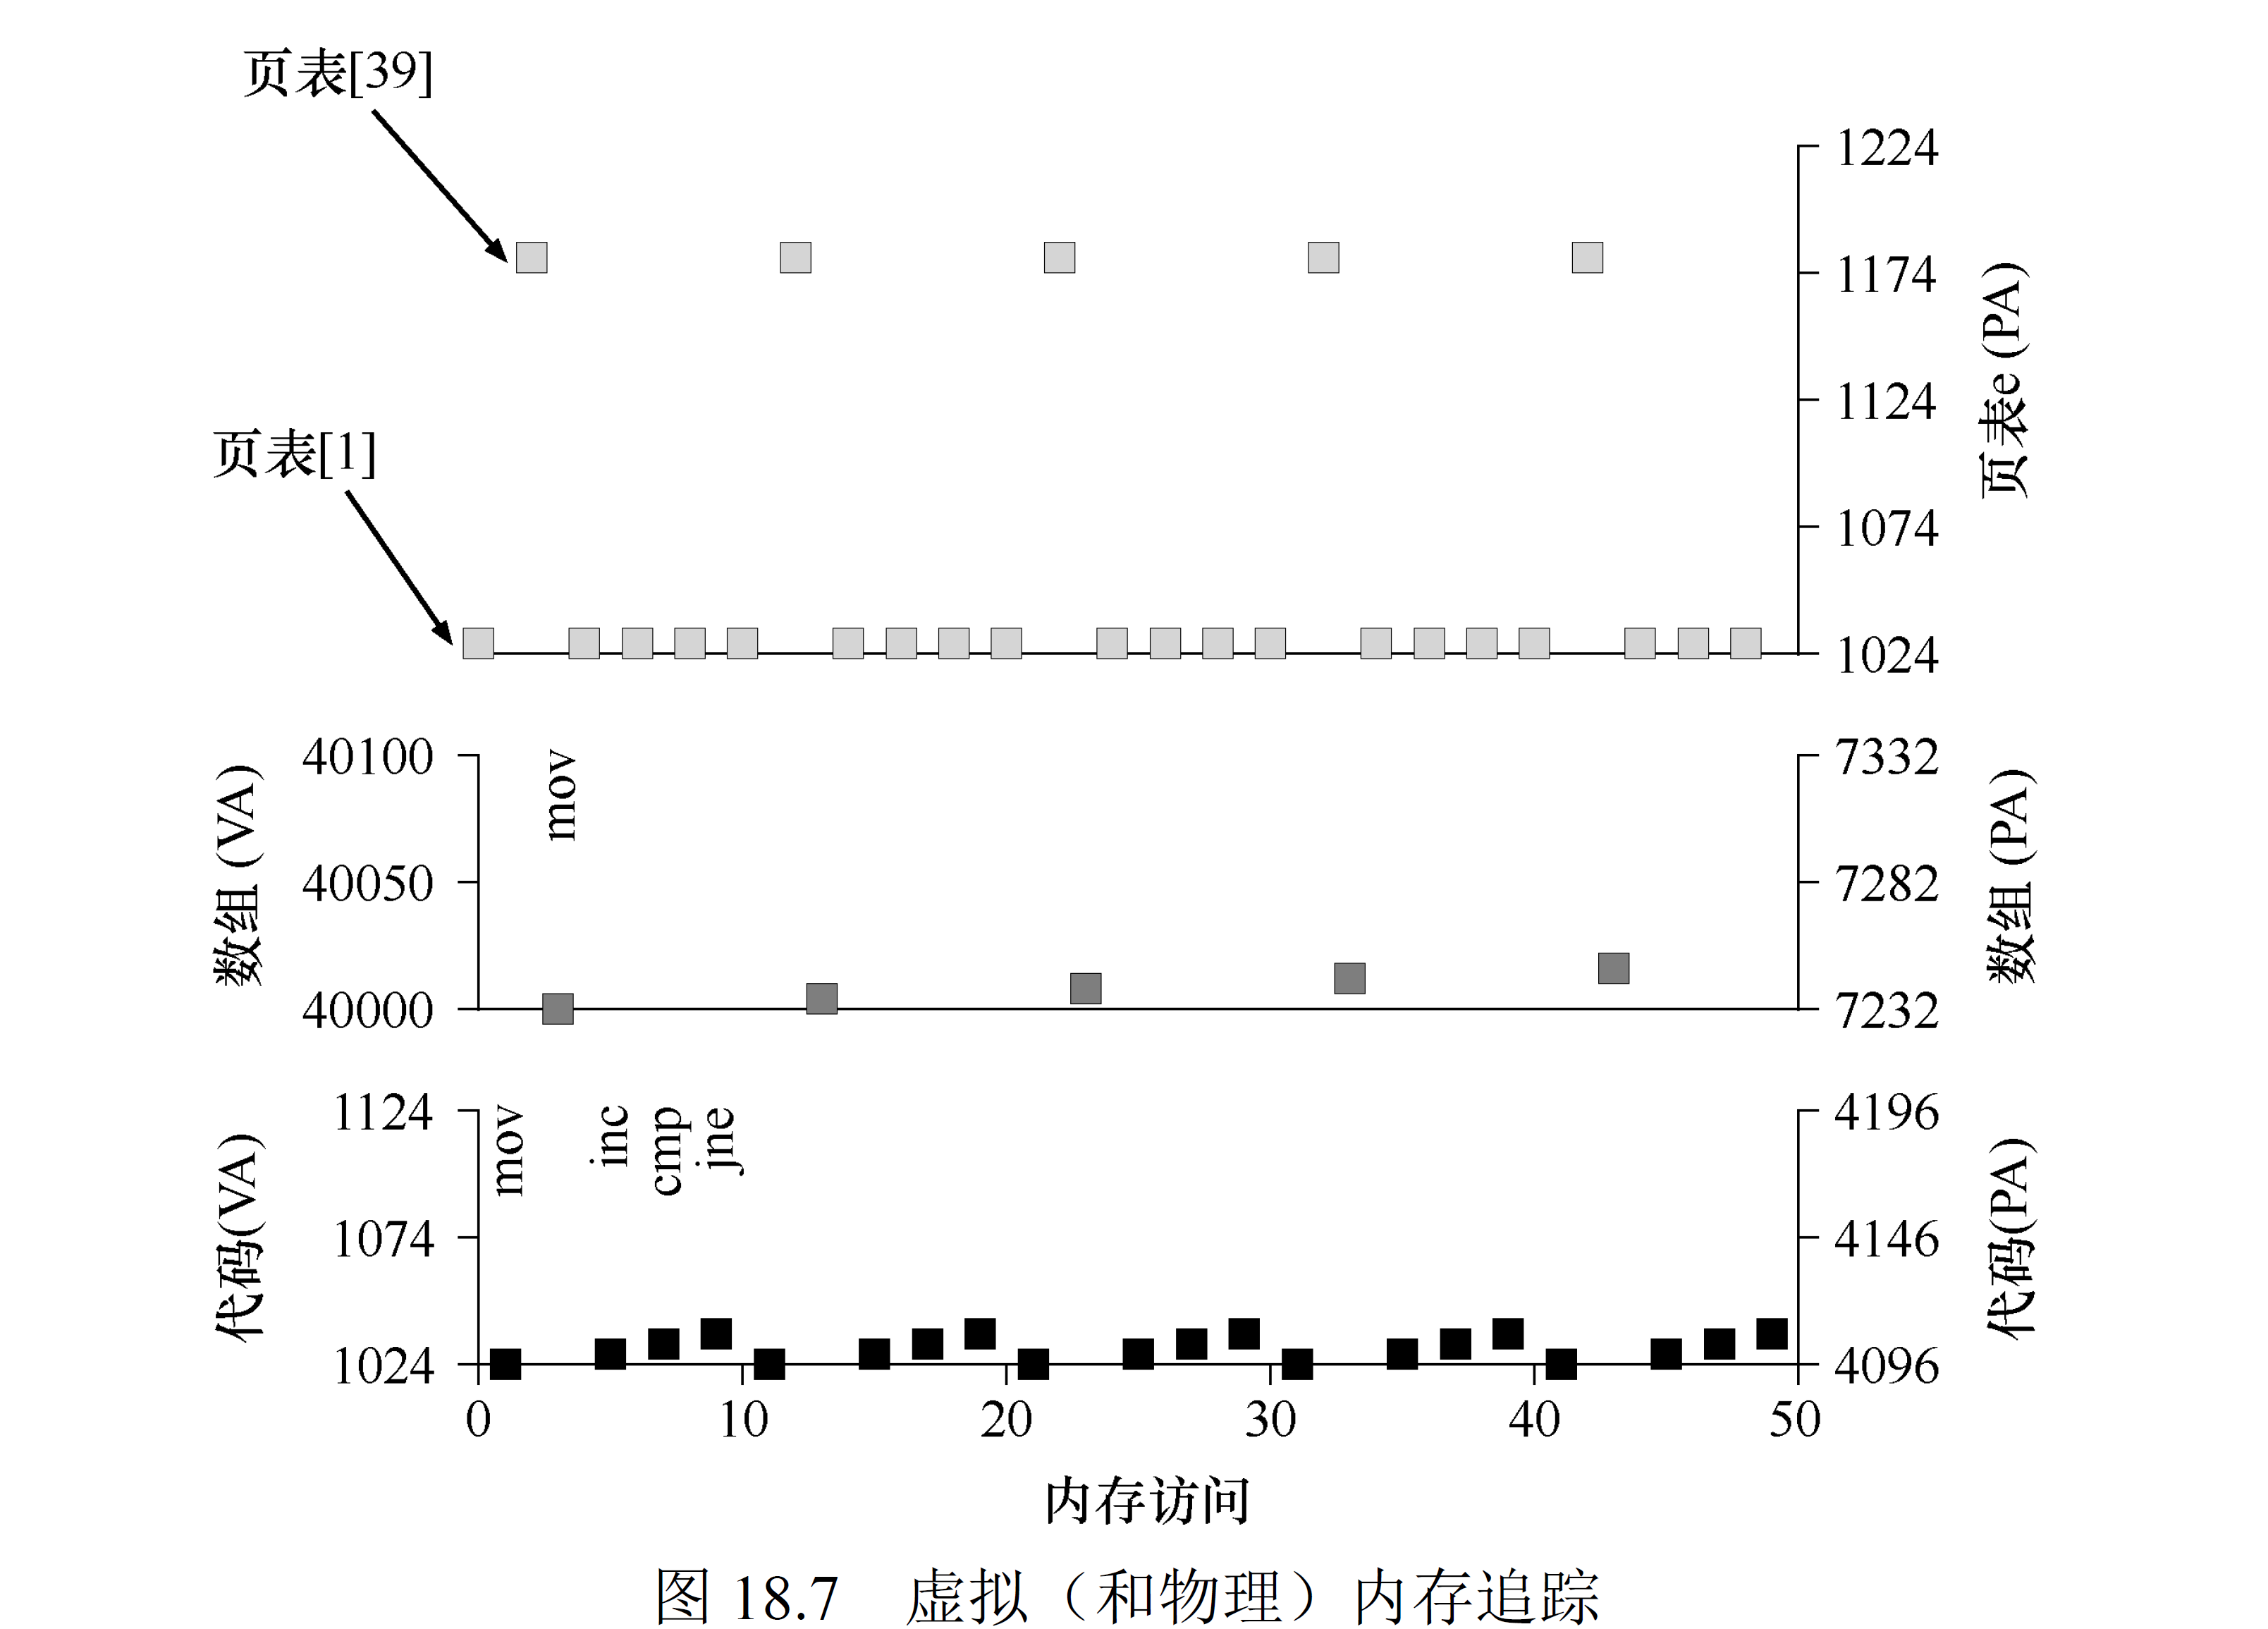 页表[39]
1224
1174
1124
1074
1024
页表e (PA)
页表[1]
40100
40050
40000
数组 (VA)
mov
7332
7282
7232
数组 (PA)
1124
1074
1024
代码(VA)
mov
inc
cmp
jne
4196
4146
4096
代码(PA)
0 10 20 30 40 50
内存访问
图 18.7 虚拟（和物理）内存追踪